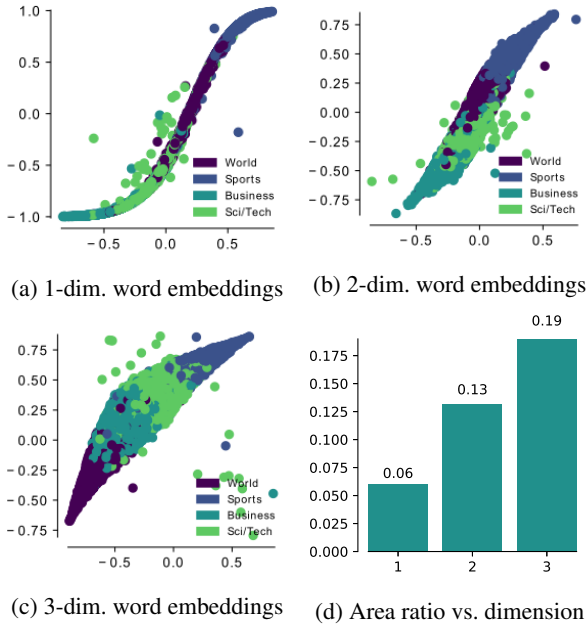 1.0
0.5
0.0
−0.5
−1.0
−0.5 0.0 0.5
World
Sports
Business
Sci/Tech
(a) 1-dim. word embeddings
0.75
0.50
0.25
0.00
−0.25
−0.50
−0.75
−0.5 0.0 0.5
World
Sports
Business
Sci/Tech
(b) 2-dim. word embeddings
0.75
0.50
0.25
0.00
−0.25
−0.50
−0.75
−0.5 0.0 0.5
World
Sports
Business
Sci/Tech
(c) 3-dim. word embeddings
0.19
0.175
0.150
0.13
0.125
0.100
0.075
0.06
0.050
0.025
0.000
1 2 3
(d) Area ratio vs. dimension